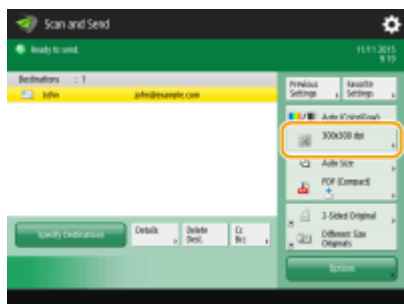 Scan and Send
Ready to send.
11/11 2015
9:19
Destinations : 1
John john@example.com
Previous Settings
Favorite Settings
Auto (Color/Gray)
300x300 dpi
Auto Size
PDF (Compact)
2-Sided Original
Different Size Originals
Specify Destinations
Details
Delete Dest.
Cc Bcc
Options